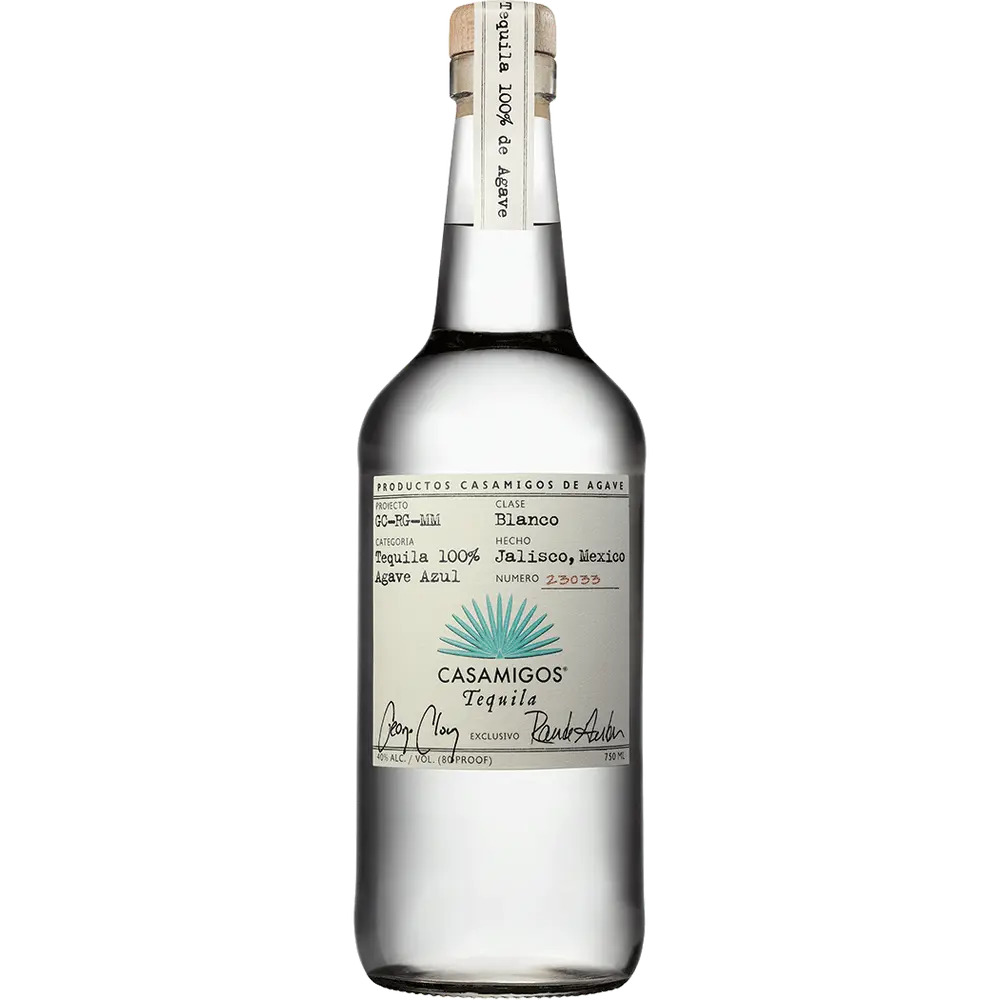 Tequila 100% de Agave
PRODUCTOS CASAMIGOS DE AGAVE
PROYECTO
GC-RG-MM
CLASE
Blanco
CATEGORIA
Tequila 100%
Agave Azul
HECHO
Jalisco, Mexico
NUMERO 23033
CASAMIGOS®
Tequila
EXCLUSIVO
40% ALC. / VOL. (80 PROOF)
750 ML